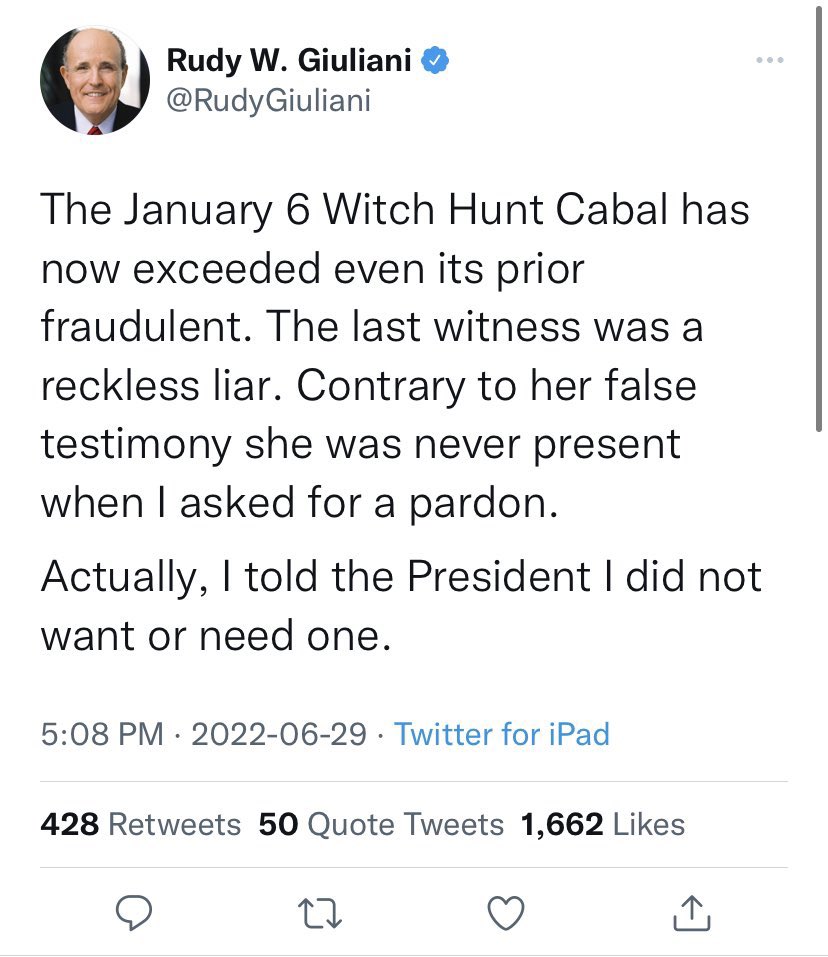 Rudy W. Giuliani
@RudyGiuliani
The January 6 Witch Hunt Cabal has
now exceeded even its prior
fraudulent. The last witness was a
reckless liar. Contrary to her false
testimony she was never present
when I asked for a pardon.
Actually, I told the President I did not
want or need one.
5:08 PM · 2022-06-29 · Twitter for iPad
428 Retweets 50 Quote Tweets 1,662 Likes